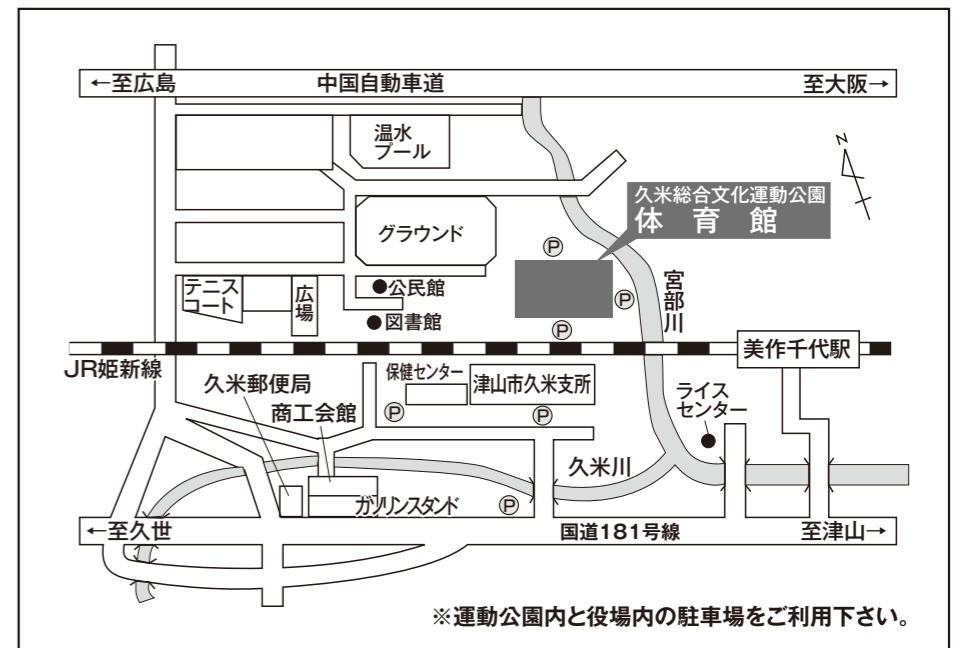 ←至広島
中国自動車道
至大阪→
温水
プール
N
久米総合文化運動公園
体育館
グラウンド
P
テニス
コート
広場
●公民館
●図書館
P
宮部川
P
JR姫新線
美作千代駅
久米郵便局
商工会館
保健センター
津山市久米支所
P
P
ライス
センター
久米川
ガソリンスタンド
P
←至久世
国道181号線
至津山→
※運動公園内と役場内の駐車場をご利用下さい。